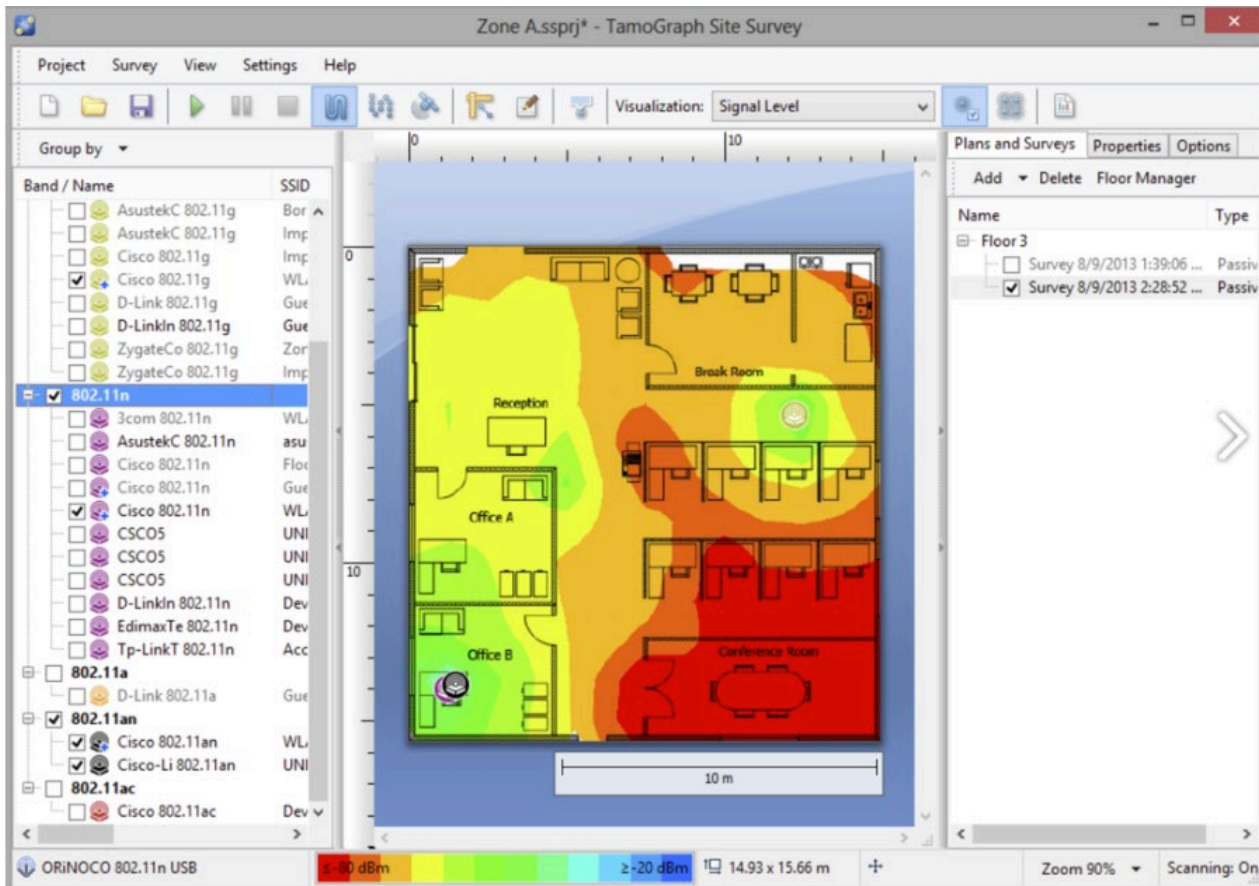 Zone A.ssprj* - TamoGraph Site Survey
Project Survey View Settings Help
Visualization: Signal Level
Group by
Band / Name SSID
AsustekC 802.11g Bor
AsustekC 802.11g Imp
Cisco 802.11g Imp
Cisco 802.11g WL
D-Link 802.11g Gue
D-LinkIn 802.11g Gue
ZygateCo 802.11g Zor
ZygateCo 802.11g Imp
802.11n
3com 802.11n WL
AsustekC 802.11n asu
Cisco 802.11n Floo
Cisco 802.11n Gue
Cisco 802.11n WL
CSCO5 UNI
CSCO5 UNI
CSCO5 UNI
D-LinkIn 802.11n Dev
EdimaxTe 802.11n Dev
Tp-LinkT 802.11n Acc
802.11a
D-Link 802.11a Gue
802.11an
Cisco 802.11an WL
Cisco-Li 802.11an UNI
802.11ac
Cisco 802.11ac Dev
0 10
0
10
Break Room
Reception
Office A
Office B
Conference Room
10 m
Plans and Surveys Properties Options
Add Delete Floor Manager
Name Type
Floor 3
Survey 8/9/2013 1:39:06 ... Passiv
Survey 8/9/2013 2:28:52 ... Passiv
ORiNOCO 802.11n USB ≤-80 dBm ≥-20 dBm 14.93 x 15.66 m Zoom 90% Scanning: On